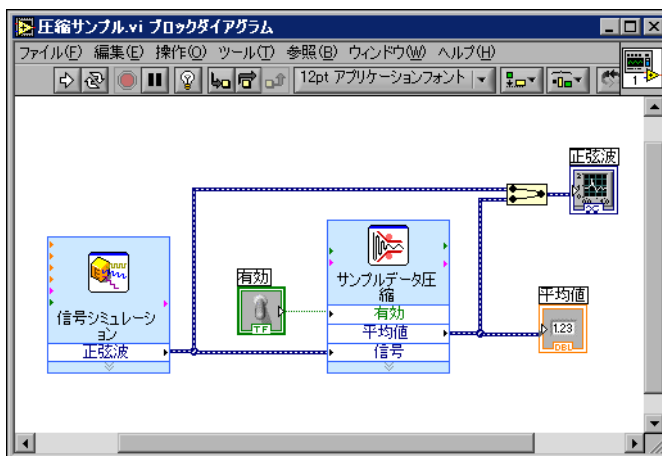 圧縮サンプル.vi ブロックダイアグラム
ファイル(F) 編集(E) 操作(O) ツール(T) 参照(B) ウィンドウ(W) ヘルプ(H)
12pt アプリケーションフォント
1
正弦波
信号シミュレーシ
ョン
正弦波
有効
TF
サンプルデータ圧
縮
有効
平均値
信号
平均値
1.23
DBL